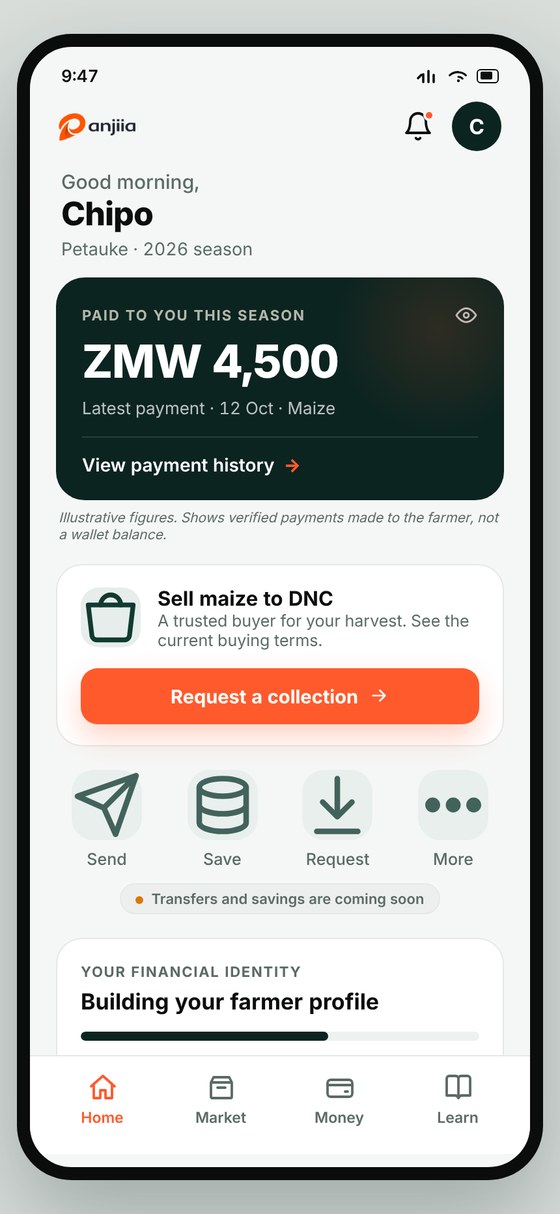 9:47
Panjiia
C
Good morning,
Chipo
Petauke · 2026 season
PAID TO YOU THIS SEASON
ZMW 4,500
Latest payment · 12 Oct · Maize
View payment history →
Illustrative figures. Shows verified payments made to the farmer, not
a wallet balance.
Sell maize to DNC
A trusted buyer for your harvest. See the
current buying terms.
Request a collection →
Send
Save
Request
More
Transfers and savings are coming soon
YOUR FINANCIAL IDENTITY
Building your farmer profile
Home
Market
Money
Learn